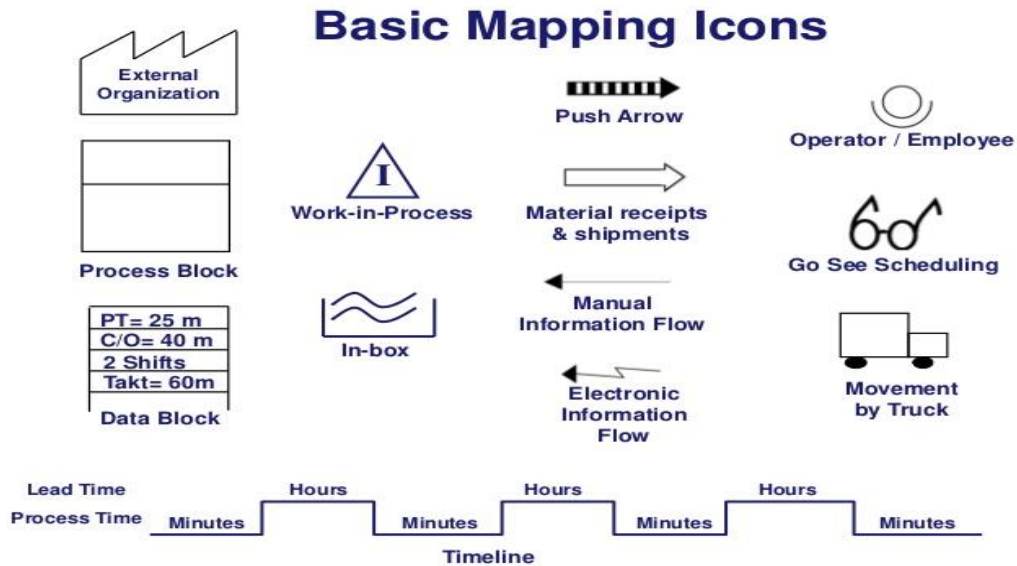 Basic Mapping Icons
External
Organization
Process Block
PT= 25 m
C/O= 40 m
2 Shifts
Takt= 60m
Data Block
I
Work-in-Process
In-box
Push Arrow
Material receipts
& shipments
Manual
Information Flow
Electronic
Information
Flow
Operator / Employee
Go See Scheduling
Movement
by Truck
Lead Time
Hours
Hours
Hours
Process Time
Minutes
Minutes
Minutes
Minutes
Timeline